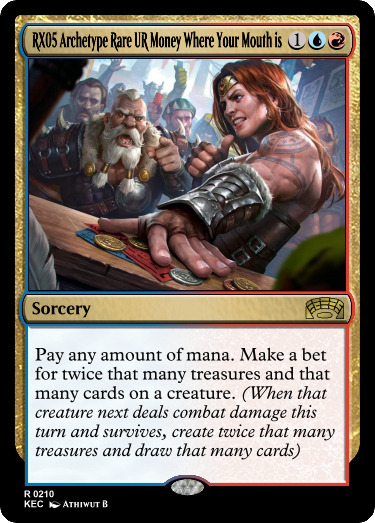 RX05 Archetype Rare UR Money Where Your Mouth is 1
Sorcery
Pay any amount of mana. Make a bet
for twice that many treasures and that
many cards on a creature. (When that
creature next deals combat damage this
turn and survives, create twice that many
treasures and draw that many cards)
R 0210
KEC Athiwut B